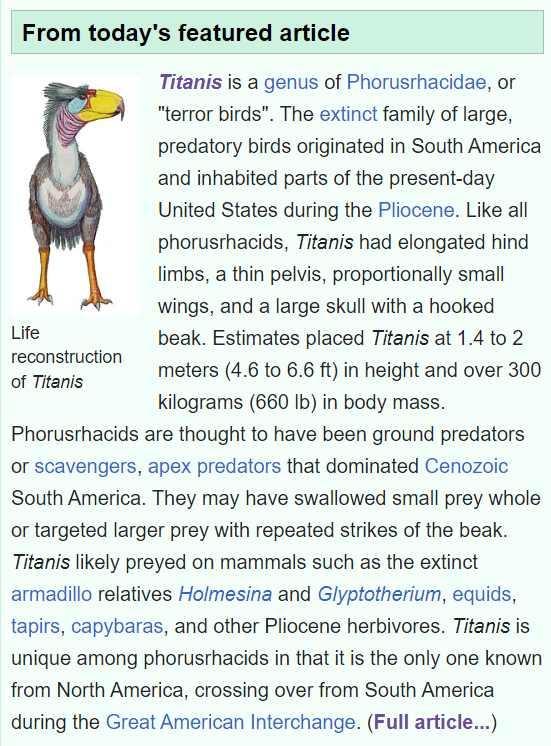 From today's featured article
Titanis is a genus of Phorusrhacidae, or
"terror birds". The extinct family of large,
predatory birds originated in South America
and inhabited parts of the present-day
United States during the Pliocene. Like all
phorusrhacids, Titanis had elongated hind
limbs, a thin pelvis, proportionally small
wings, and a large skull with a hooked
beak. Estimates placed Titanis at 1.4 to 2
meters (4.6 to 6.6 ft) in height and over 300
kilograms (660 lb) in body mass.
Life
reconstruction
of Titanis
Phorusrhacids are thought to have been ground predators
or scavengers, apex predators that dominated Cenozoic
South America. They may have swallowed small prey whole
or targeted larger prey with repeated strikes of the beak.
Titanis likely preyed on mammals such as the extinct
armadillo relatives Holmesina and Glyptotherium, equids,
tapirs, capybaras, and other Pliocene herbivores. Titanis is
unique among phorusrhacids in that it is the only one known
from North America, crossing over from South America
during the Great American Interchange. (Full article...)